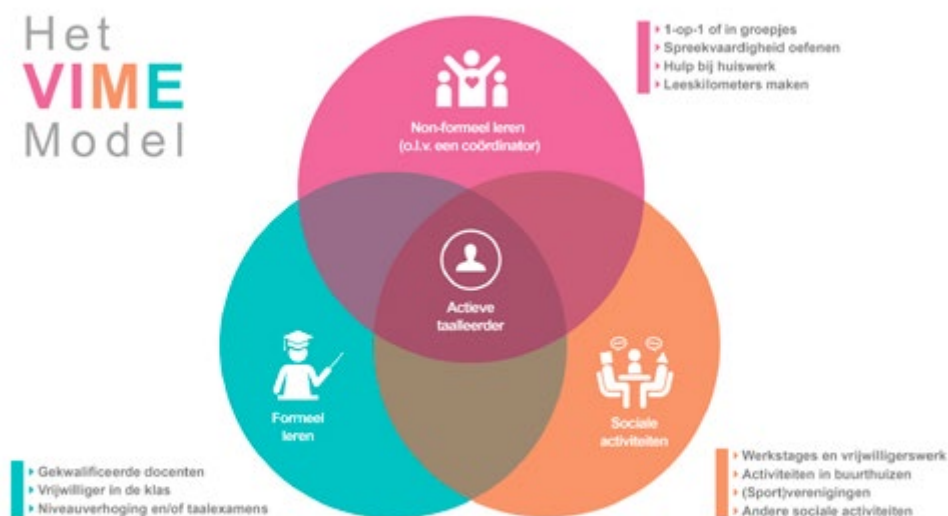 Het
VIME
Model
1-op-1 of in groepjes
Spreekvaardigheid oefenen
Hulp bij huiswerk
Leeskilometers maken
Non-formeel leren
(o.l.v. een coördinator)
Actieve
taalleerder
Formeel
leren
Sociale
activiteiten
Gekwalificeerde docenten
Vrijwilliger in de klas
Niveauverhoging en/of taalexamens
Werkstages en vrijwilligerswerk
Activiteiten in buurthuizen
(Sport)verenigingen
Andere sociale activiteiten